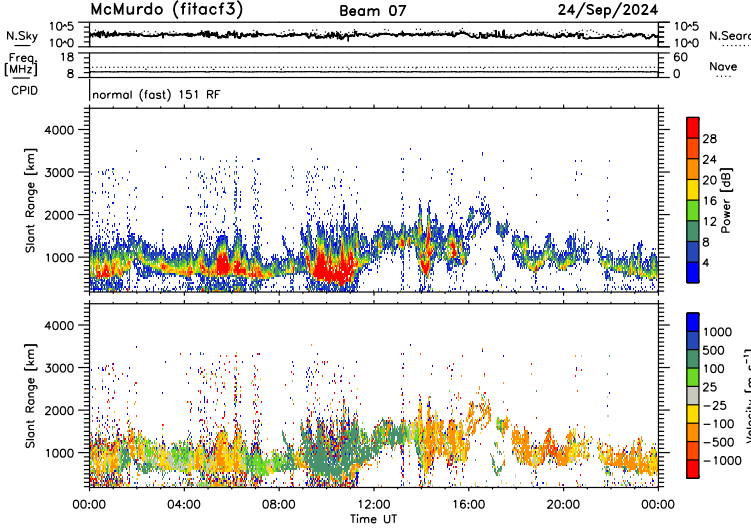 McMurdo (fitacf3) Beam 07 24/Sep/2024
N.Sky 10^5 10^0 10^5 10^0 N.Searc
Freq. [MHz] 18 8 60 0 Nave
CPID normal (fast) 151 RF
Slant Range [km] 4000 3000 2000 1000
Power [dB] 28 24 20 16 12 8 4
Slant Range [km] 4000 3000 2000 1000
Velocity [m s^-1] 1000 500 100 25 -25 -100 -500 -1000
00:00 04:00 08:00 12:00 16:00 20:00 00:00
Time UT